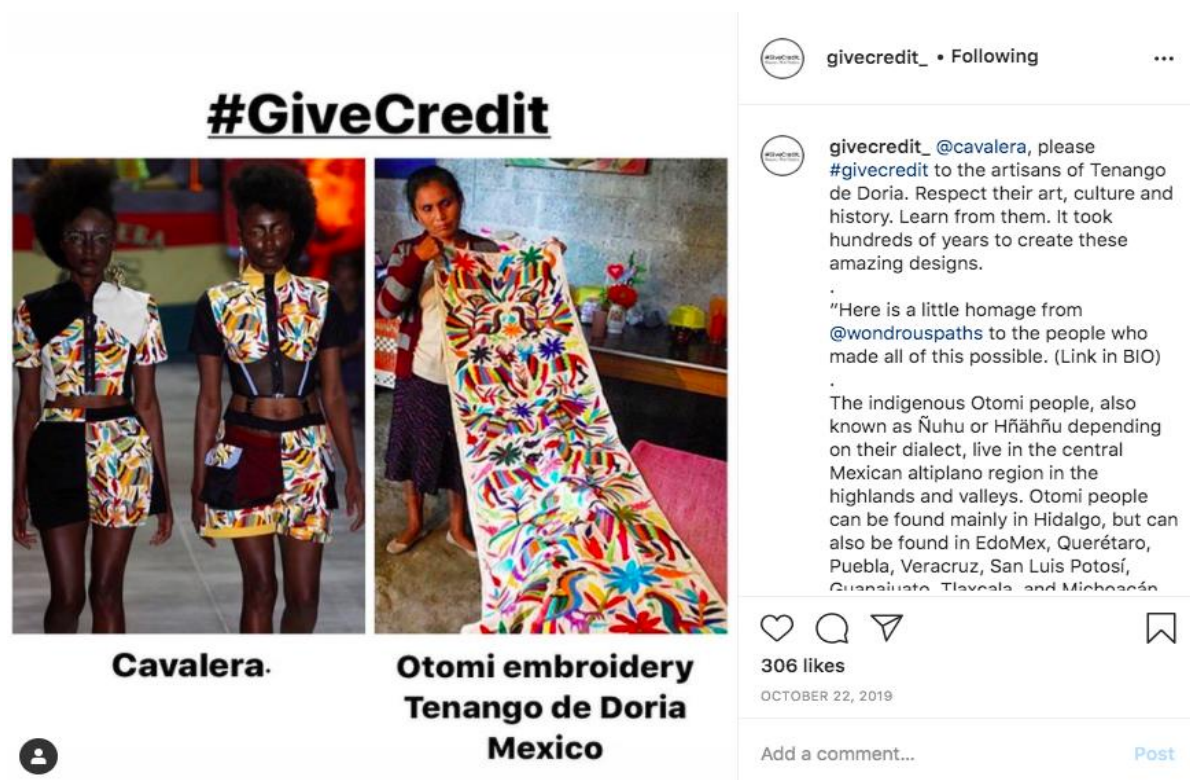 #GiveCredit
Cavalera.
Otomi embroidery
Tenango de Doria
Mexico
givecredit_ • Following
givecredit_ @cavalera, please
#givecredit to the artisans of Tenango
de Doria. Respect their art, culture and
history. Learn from them. It took
hundreds of years to create these
amazing designs.
.
"Here is a little homage from
@wondrouspaths to the people who
made all of this possible. (Link in BIO)
.
The indigenous Otomi people, also
known as Ñuhu or Hñähñu depending
on their dialect, live in the central
Mexican altiplano region in the
highlands and valleys. Otomi people
can be found mainly in Hidalgo, but can
also be found in EdoMex, Querétaro,
Puebla, Veracruz, San Luis Potosí,
Guanajuato, Tlaxcala, and Michoacán
306 likes
OCTOBER 22, 2019
Add a comment...
Post